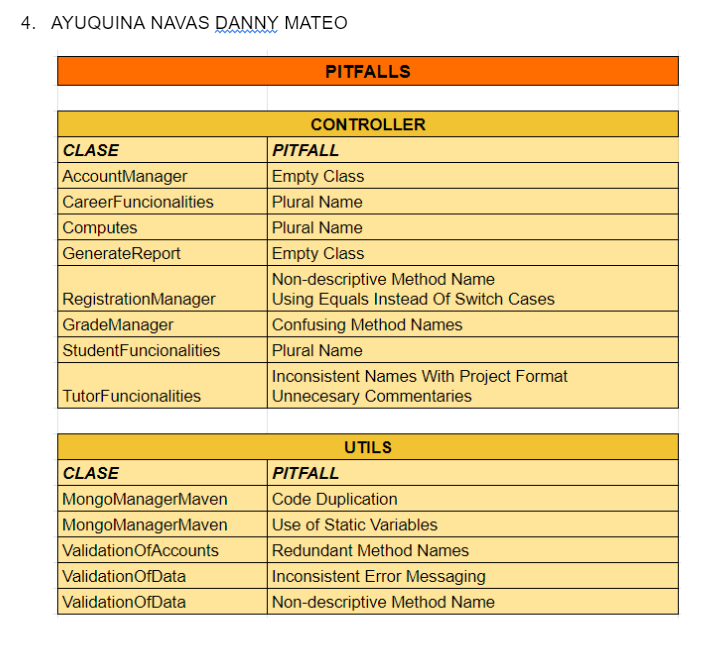 4. AYUQUINA NAVAS DANNY MATEO
PITFALLS
CONTROLLER
CLASE PITFALL
AccountManager Empty Class
CareerFuncionalities Plural Name
Computes Plural Name
GenerateReport Empty Class
Non-descriptive Method Name
RegistrationManager Using Equals Instead Of Switch Cases
GradeManager Confusing Method Names
StudentFuncionalities Plural Name
Inconsistent Names With Project Format
TutorFuncionalities Unnecesary Commentaries
UTILS
CLASE PITFALL
MongoManagerMaven Code Duplication
MongoManagerMaven Use of Static Variables
ValidationOfAccounts Redundant Method Names
ValidationOfData Inconsistent Error Messaging
ValidationOfData Non-descriptive Method Name